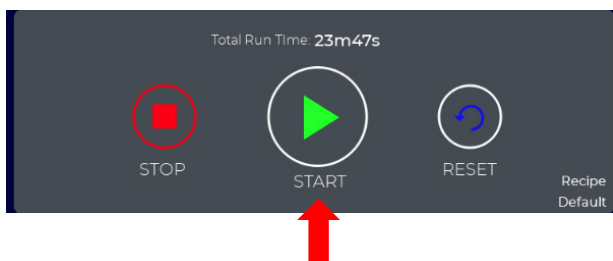 Total Run TIme: 23m47s
STOP
START
RESET
Recipe
Default